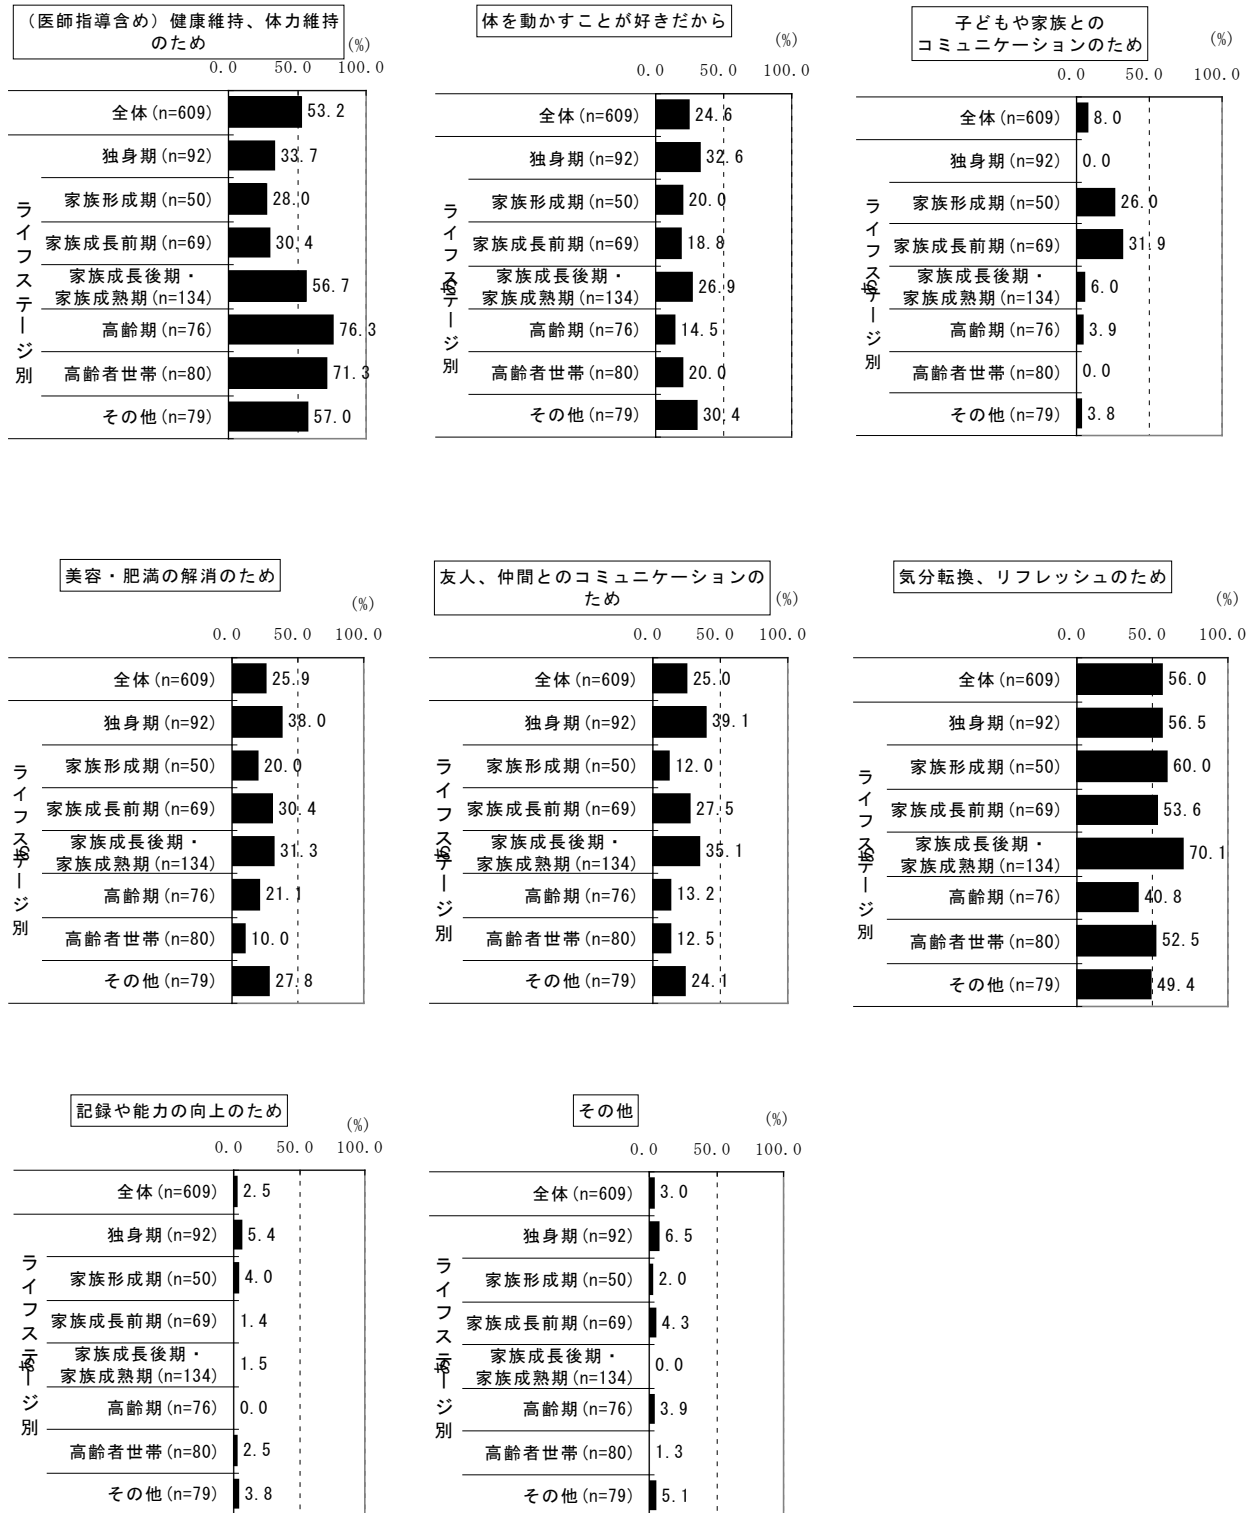 （医師指導含め）健康維持、体力維持
のため
(%)
0.0 50.0 100.0
全体(n=609) 53.2
独身期(n=92) 33.7
家族形成期(n=50) 28.0
家族成長前期(n=69) 30.4
家族成長後期・
家族成熟期(n=134) 56.7
高齢期(n=76) 76.3
高齢者世帯(n=80) 71.3
その他(n=79) 57.0
ライフステージ別
体を動かすことが好きだから
(%)
0.0 50.0 100.0
全体(n=609) 24.6
独身期(n=92) 32.6
家族形成期(n=50) 20.0
家族成長前期(n=69) 18.8
家族成長後期・
家族成熟期(n=134) 26.9
高齢期(n=76) 14.5
高齢者世帯(n=80) 20.0
その他(n=79) 30.4
ライフステージ別
子どもや家族との
コミュニケーションのため
(%)
0.0 50.0 100.0
全体(n=609) 8.0
独身期(n=92) 0.0
家族形成期(n=50) 26.0
家族成長前期(n=69) 31.9
家族成長後期・
家族成熟期(n=134) 6.0
高齢期(n=76) 3.9
高齢者世帯(n=80) 0.0
その他(n=79) 3.8
ライフステージ別
美容・肥満の解消のため
(%)
0.0 50.0 100.0
全体(n=609) 25.9
独身期(n=92) 38.0
家族形成期(n=50) 20.0
家族成長前期(n=69) 30.4
家族成長後期・
家族成熟期(n=134) 31.3
高齢期(n=76) 21.1
高齢者世帯(n=80) 10.0
その他(n=79) 27.8
ライフステージ別
友人、仲間とのコミュニケーションの
ため
(%)
0.0 50.0 100.0
全体(n=609) 25.0
独身期(n=92) 39.1
家族形成期(n=50) 12.0
家族成長前期(n=69) 27.5
家族成長後期・
家族成熟期(n=134) 35.1
高齢期(n=76) 13.2
高齢者世帯(n=80) 12.5
その他(n=79) 24.1
ライフステージ別
気分転換、リフレッシュのため
(%)
0.0 50.0 100.0
全体(n=609) 56.0
独身期(n=92) 56.5
家族形成期(n=50) 60.0
家族成長前期(n=69) 53.6
家族成長後期・
家族成熟期(n=134) 70.1
高齢期(n=76) 40.8
高齢者世帯(n=80) 52.5
その他(n=79) 49.4
ライフステージ別
記録や能力の向上のため
(%)
0.0 50.0 100.0
全体(n=609) 2.5
独身期(n=92) 5.4
家族形成期(n=50) 4.0
家族成長前期(n=69) 1.4
家族成長後期・
家族成熟期(n=134) 1.5
高齢期(n=76) 0.0
高齢者世帯(n=80) 2.5
その他(n=79) 3.8
ライフステージ別
その他
(%)
0.0 50.0 100.0
全体(n=609) 3.0
独身期(n=92) 6.5
家族形成期(n=50) 2.0
家族成長前期(n=69) 4.3
家族成長後期・
家族成熟期(n=134) 0.0
高齢期(n=76) 3.9
高齢者世帯(n=80) 1.3
その他(n=79) 5.1
ライフステージ別